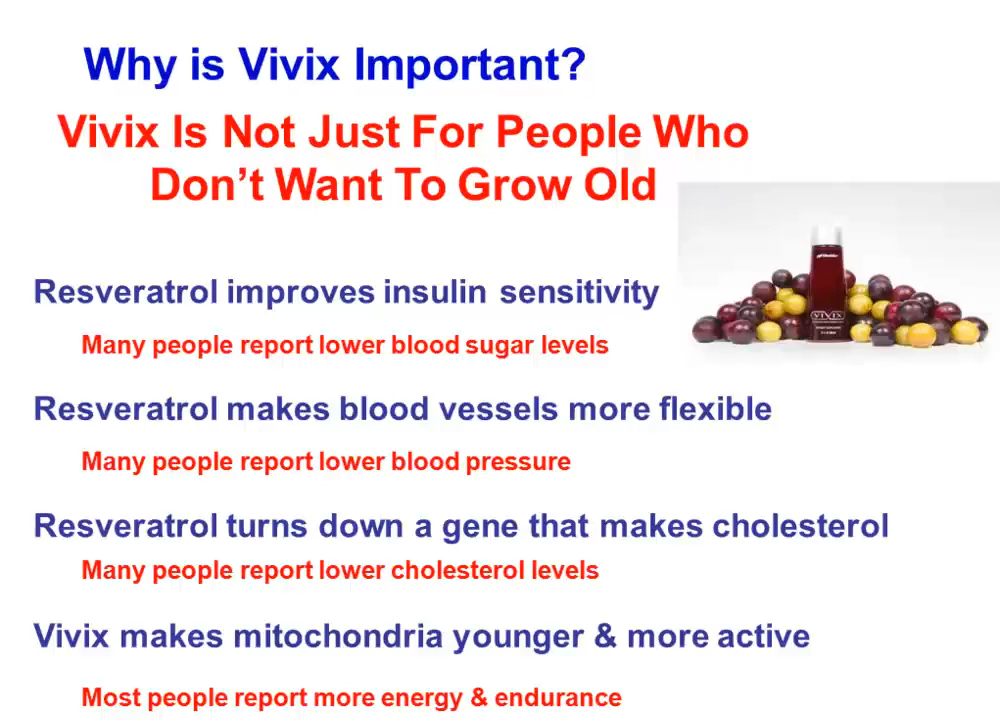 Why is Vivix Important?
Vivix Is Not Just For People Who
Don't Want To Grow Old
Resveratrol improves insulin sensitivity
Many people report lower blood sugar levels
Resveratrol makes blood vessels more flexible
Many people report lower blood pressure
Resveratrol turns down a gene that makes cholesterol
Many people report lower cholesterol levels
Vivix makes mitochondria younger & more active
Most people report more energy & endurance
VIVIX